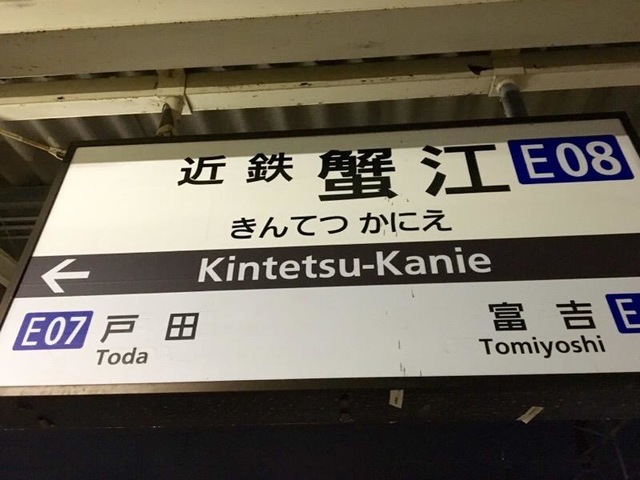 近鉄蟹江 E08
きんてつ かにえ
← Kintetsu-Kanie
E07 戸田 富吉 E
Toda Tomiyoshi